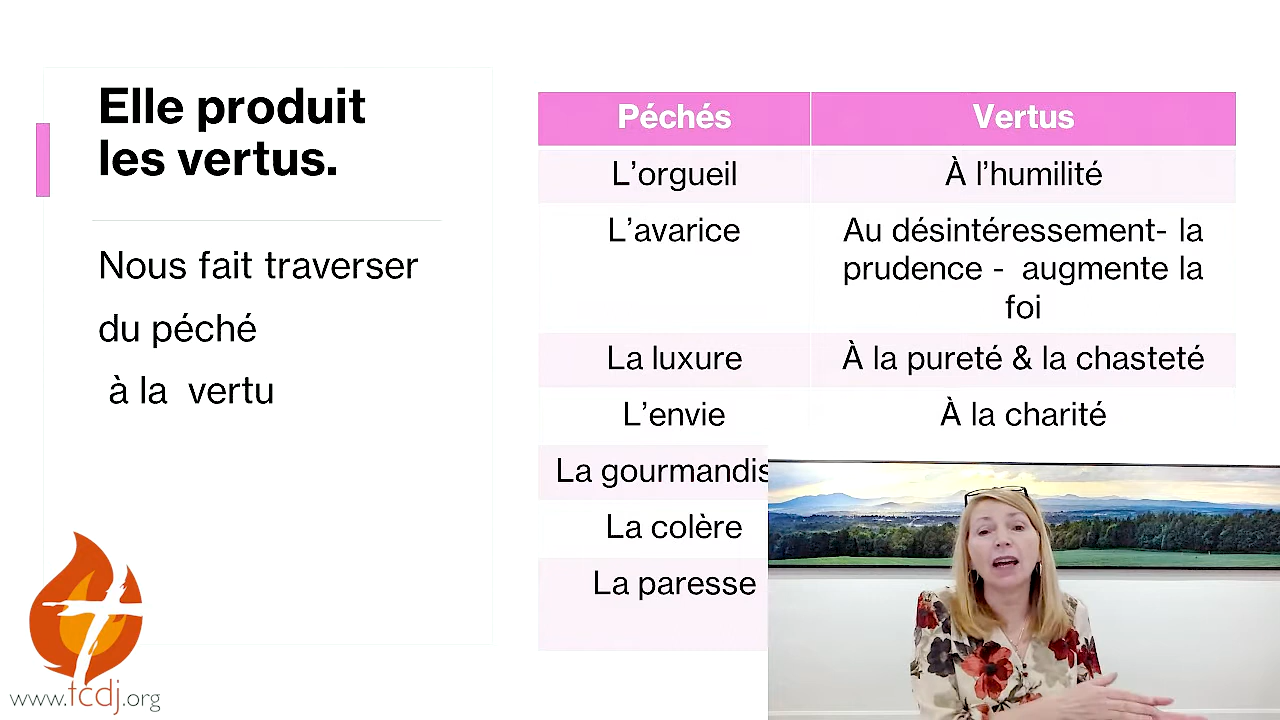 Elle produit
les vertus.
Nous fait traverser
du péché
à la vertu
Péchés Vertus
L’orgueil À l’humilité
L’avarice Au désintéressement- la
prudence - augmente la
foi
La luxure À la pureté & la chasteté
L’envie À la charité
La gourmandis
La colère
La paresse
www.tcdj.org